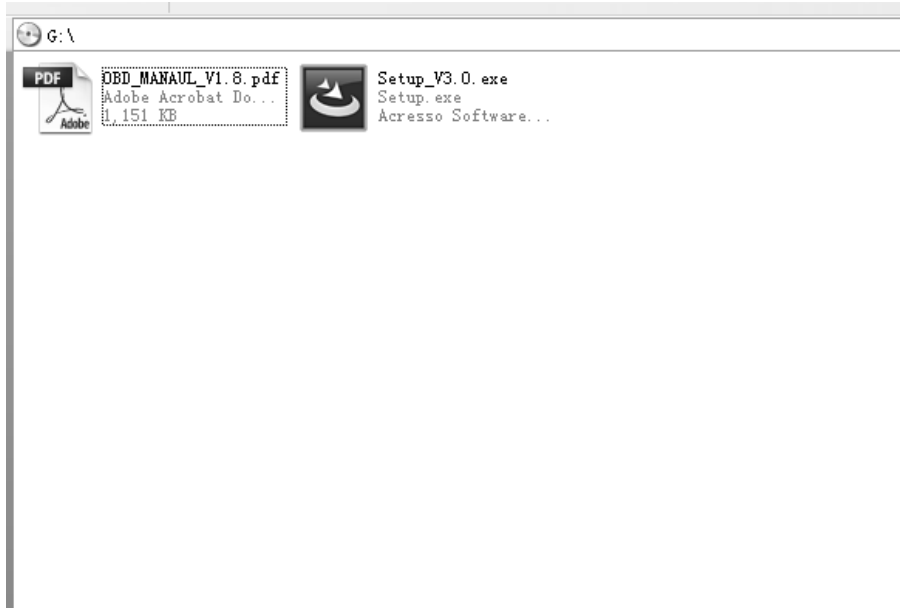 G:\
PDF
Adobe
OBD_MANAUL_V1.8.pdf
Adobe Acrobat Do...
1,151 KB
Setup_V3.0.exe
Setup.exe
Acresso Software...